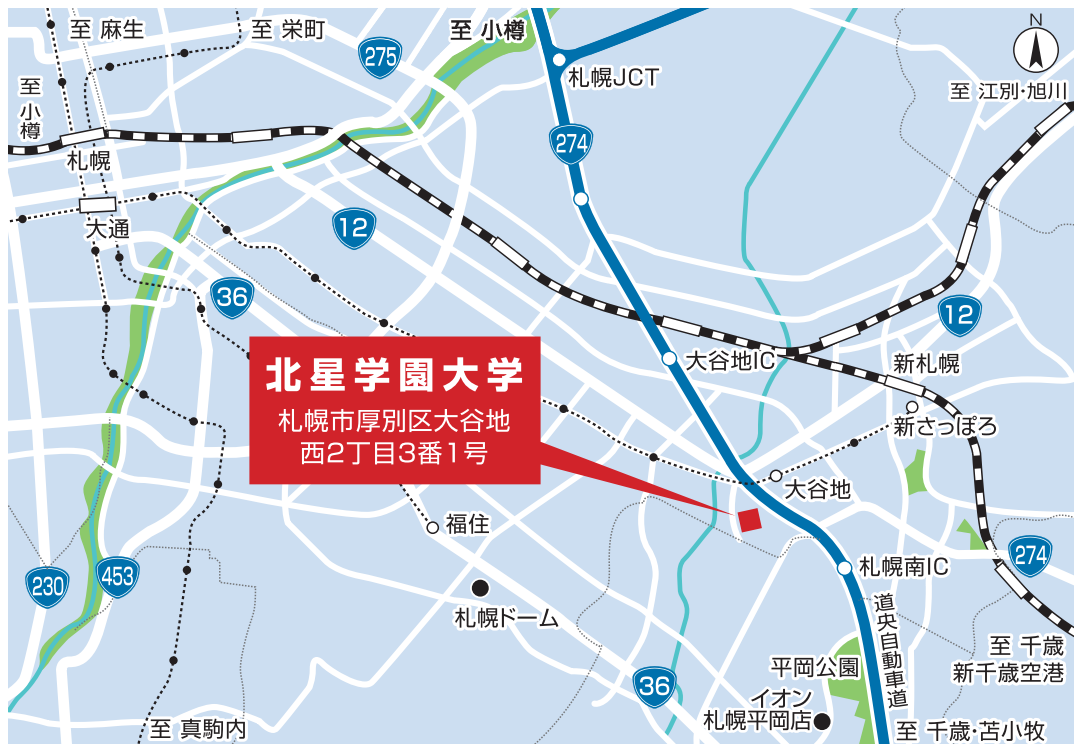 至 麻生
至 栄町
至 小樽
275
N
札幌JCT
至 江別・旭川
至小樽
274
札幌
大通
12
36
12
大谷地IC
新札幌
北星学園大学
札幌市厚別区大谷地
西2丁目3番1号
新さっぽろ
大谷地
福住
札幌南IC
274
230
453
札幌ドーム
道央自動車道
至 千歳
新千歳空港
平岡公園
36
イオン
札幌平岡店
至 真駒内
至 千歳・苫小牧